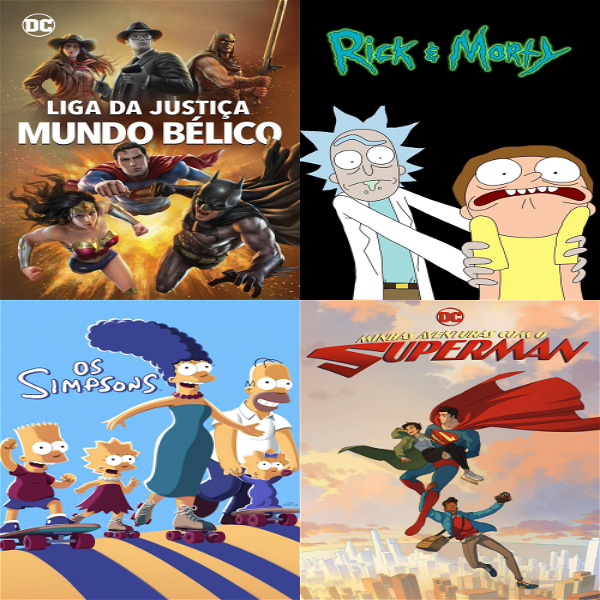 DC
LIGA DA JUSTIÇA
MUNDO BÉLICO
Rick & Morty
OS
SIMPSONS
DC
MINHAS AVENTURAS COM O
SUPERMAN